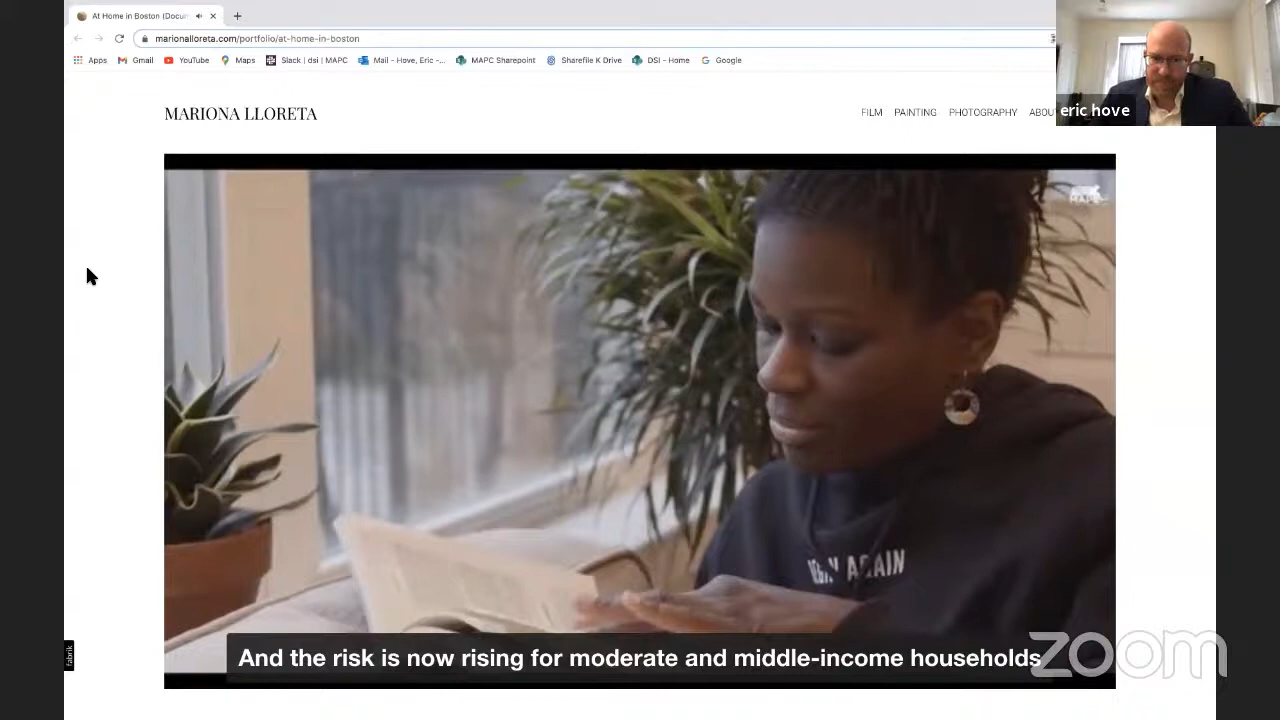 At Home in Boston (Docu
marionalloreta.com/portfolio/at-home-in-boston
Apps Gmail YouTube Maps Slack | dsi | MAPC Mail - Hove, Eric -... MAPC Sharepoint Sharefile K Drive DSI - Home Google
MARIONA LLORETA
FILM PAINTING PHOTOGRAPHY ABOU
eric hove
MAPC
AGAIN
fabrik
And the risk is now rising for moderate and middle-income households
zoom